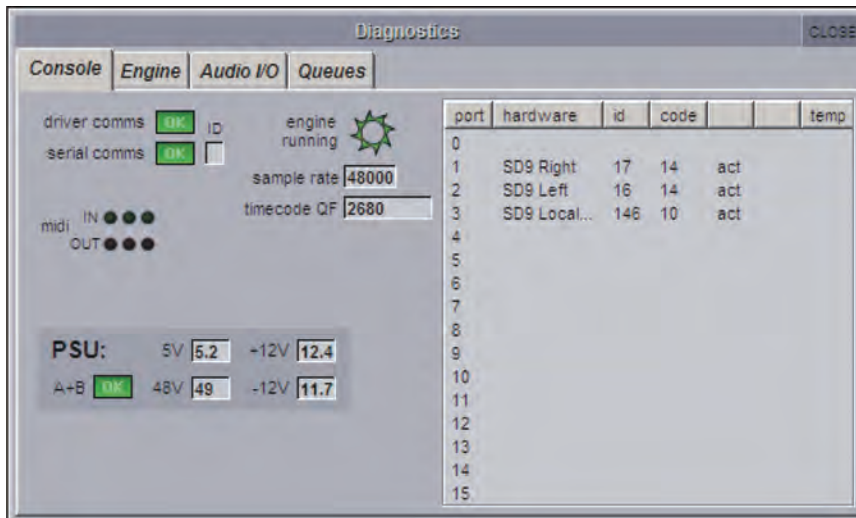 Diagnostics CLOSE
Console Engine Audio I/O Queues
driver comms OK ID
serial comms OK
engine
running
sample rate 48000
timecode QF 2680
midi IN
OUT
PSU: 5V 5.2 +12V 12.4
A+B OK 48V 49 -12V 11.7
port hardware id code temp
0
1 SD9 Right 17 14 act
2 SD9 Left 16 14 act
3 SD9 Local... 146 10 act
4
5
6
7
8
9
10
11
12
13
14
15